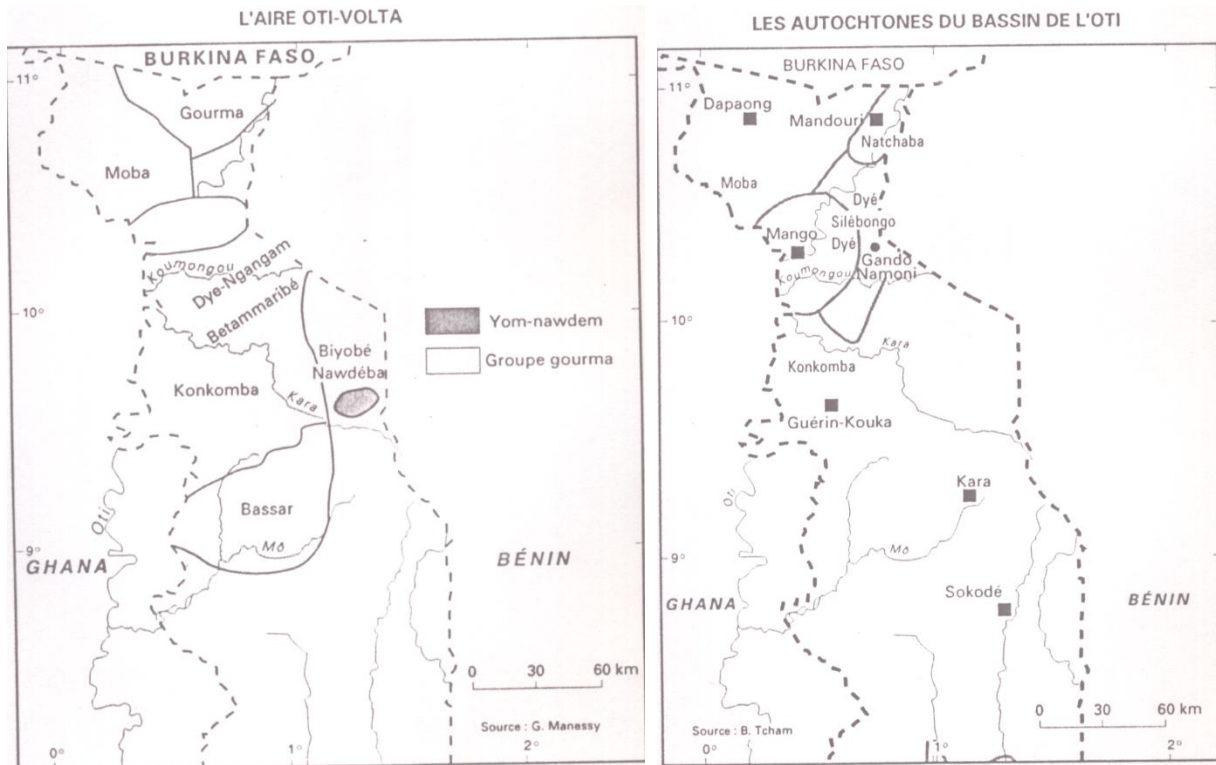 L'AIRE OTI-VOLTA
BURKINA FASO
11°
Gourma
Moba
Koumongou
Dye-Ngangam
10°
Betammaribé
Yom-nawdem
Groupe gourma
Biyobé
Nawdéba
Konkomba
Kara
Bassar
Oti
Mô
9°
GHANA
BÉNIN
0 30 60 km
Source : G. Manessy
0° 1° 2°
LES AUTOCHTONES DU BASSIN DE L'OTI
BURKINA FASO
11°
Dapaong
Mandouri
Natchaba
Moba
Dyé
Silébongo
Mango
Dyé
Gando
Koumongou
Namoni
10°
Kara
Konkomba
Guérin-Kouka
Kara
Oti
Mô
9°
GHANA
Sokodé
BÉNIN
0 30 60 km
Source : B. Tcham
0° 1° 2°